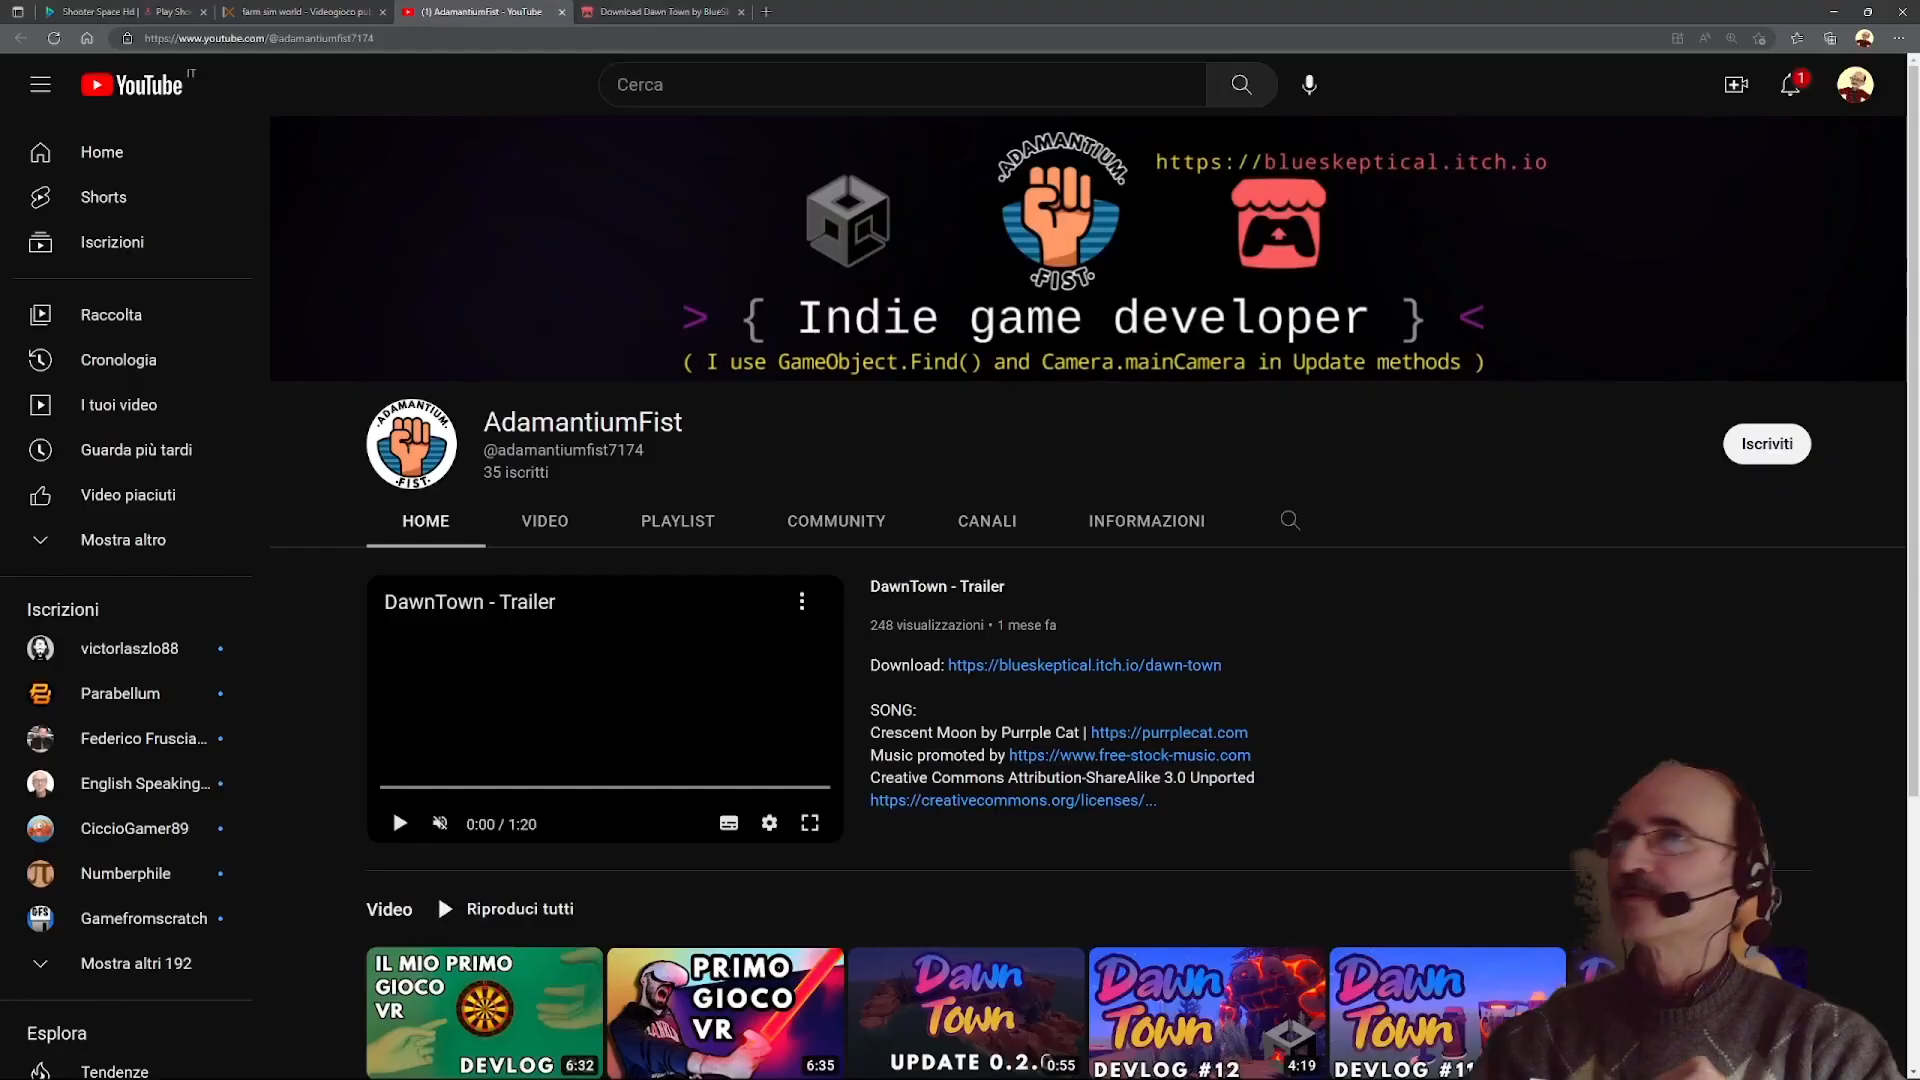 Shooter Space Hd |
Play Sho
farm sim world - Videogioco pu
(1) AdamantiumFist - YouTube
Download Dawn Town by BlueSk
https://www.youtube.com/@adamantiumfist7174
YouTube IT
Cerca
1
Home
Shorts
Iscrizioni
Raccolta
Cronologia
I tuoi video
Guarda più tardi
Video piaciuti
Mostra altro
Iscrizioni
victorlaszlo88
Parabellum
Federico Fruscia...
English Speaking...
CiccioGamer89
Numberphile
Gamefromscratch
Mostra altri 192
Esplora
Tendenze
·ADAMANTIUM·
·FIST·
https://blueskeptical.itch.io
> { Indie game developer } <
( I use GameObject.Find() and Camera.mainCamera in Update methods )
·ADAMANTIUM·
·FIST·
AdamantiumFist
@adamantiumfist7174
35 iscritti
Iscriviti
HOME VIDEO PLAYLIST COMMUNITY CANALI INFORMAZIONI
DawnTown - Trailer
0:00 / 1:20
DawnTown - Trailer
248 visualizzazioni • 1 mese fa
Download: https://blueskeptical.itch.io/dawn-town
SONG:
Crescent Moon by Purrple Cat | https://purrplecat.com
Music promoted by https://www.free-stock-music.com
Creative Commons Attribution-ShareAlike 3.0 Unported
https://creativecommons.org/licenses/...
Video Riproduci tutti
IL MIO PRIMO
GIOCO
VR
DEVLOG 6:32
PRIMO
GIOCO
VR
6:35
Dawn
Town
UPDATE 0.2. 0:55
Dawn
Town
DEVLOG #12 4:19
Dawn
Town
DEVLOG #11